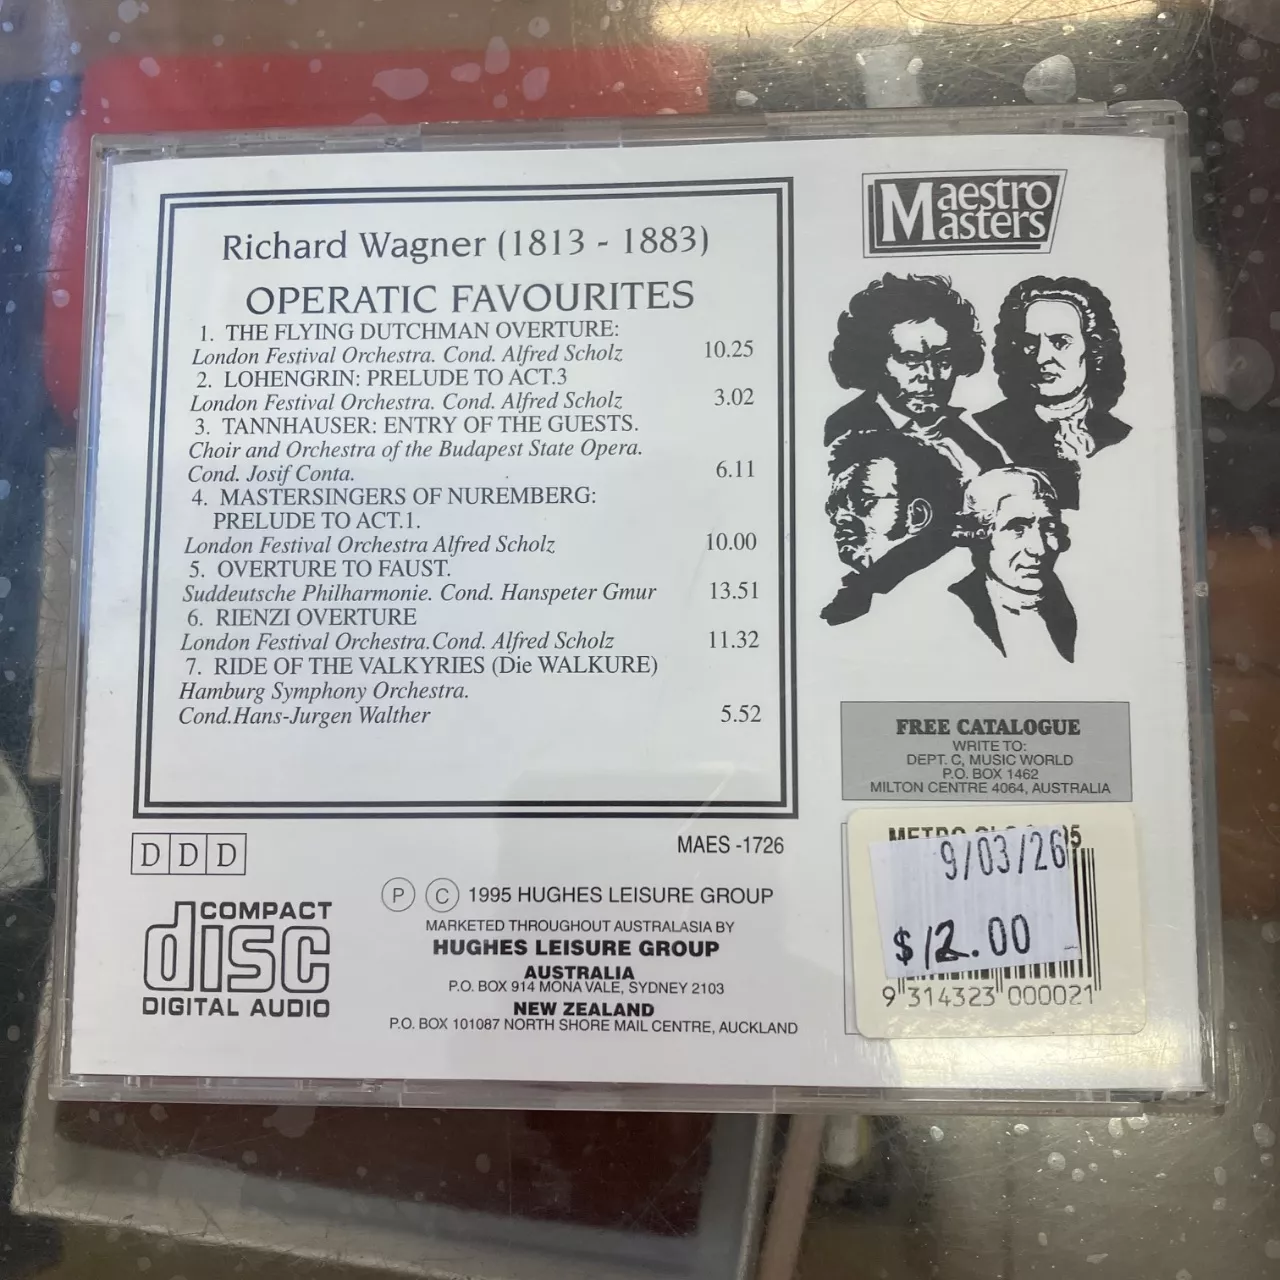 Richard Wagner (1813 - 1883)
OPERATIC FAVOURITES
1. THE FLYING DUTCHMAN OVERTURE:
London Festival Orchestra. Cond. Alfred Scholz 10.25
2. LOHENGRIN: PRELUDE TO ACT.3
London Festival Orchestra. Cond. Alfred Scholz 3.02
3. TANNHAUSER: ENTRY OF THE GUESTS.
Choir and Orchestra of the Budapest State Opera.
Cond. Josif Conta. 6.11
4. MASTERSINGERS OF NUREMBERG:
PRELUDE TO ACT.1.
London Festival Orchestra Alfred Scholz 10.00
5. OVERTURE TO FAUST.
Suddeutsche Philharmonie. Cond. Hanspeter Gmur 13.51
6. RIENZI OVERTURE
London Festival Orchestra.Cond. Alfred Scholz 11.32
7. RIDE OF THE VALKYRIES (Die WALKURE)
Hamburg Symphony Orchestra.
Cond.Hans-Jurgen Walther 5.52
Maestro
Masters
FREE CATALOGUE
WRITE TO:
DEPT. C, MUSIC WORLD
P.O. BOX 1462
MILTON CENTRE 4064, AUSTRALIA
DDD
COMPACT
disc
DIGITAL AUDIO
MAES -1726
P C 1995 HUGHES LEISURE GROUP
MARKETED THROUGHOUT AUSTRALASIA BY
HUGHES LEISURE GROUP
AUSTRALIA
P.O. BOX 914 MONA VALE, SYDNEY 2103
NEW ZEALAND
P.O. BOX 101087 NORTH SHORE MAIL CENTRE, AUCKLAND
9/03/26
$12.00
9 314323 000021